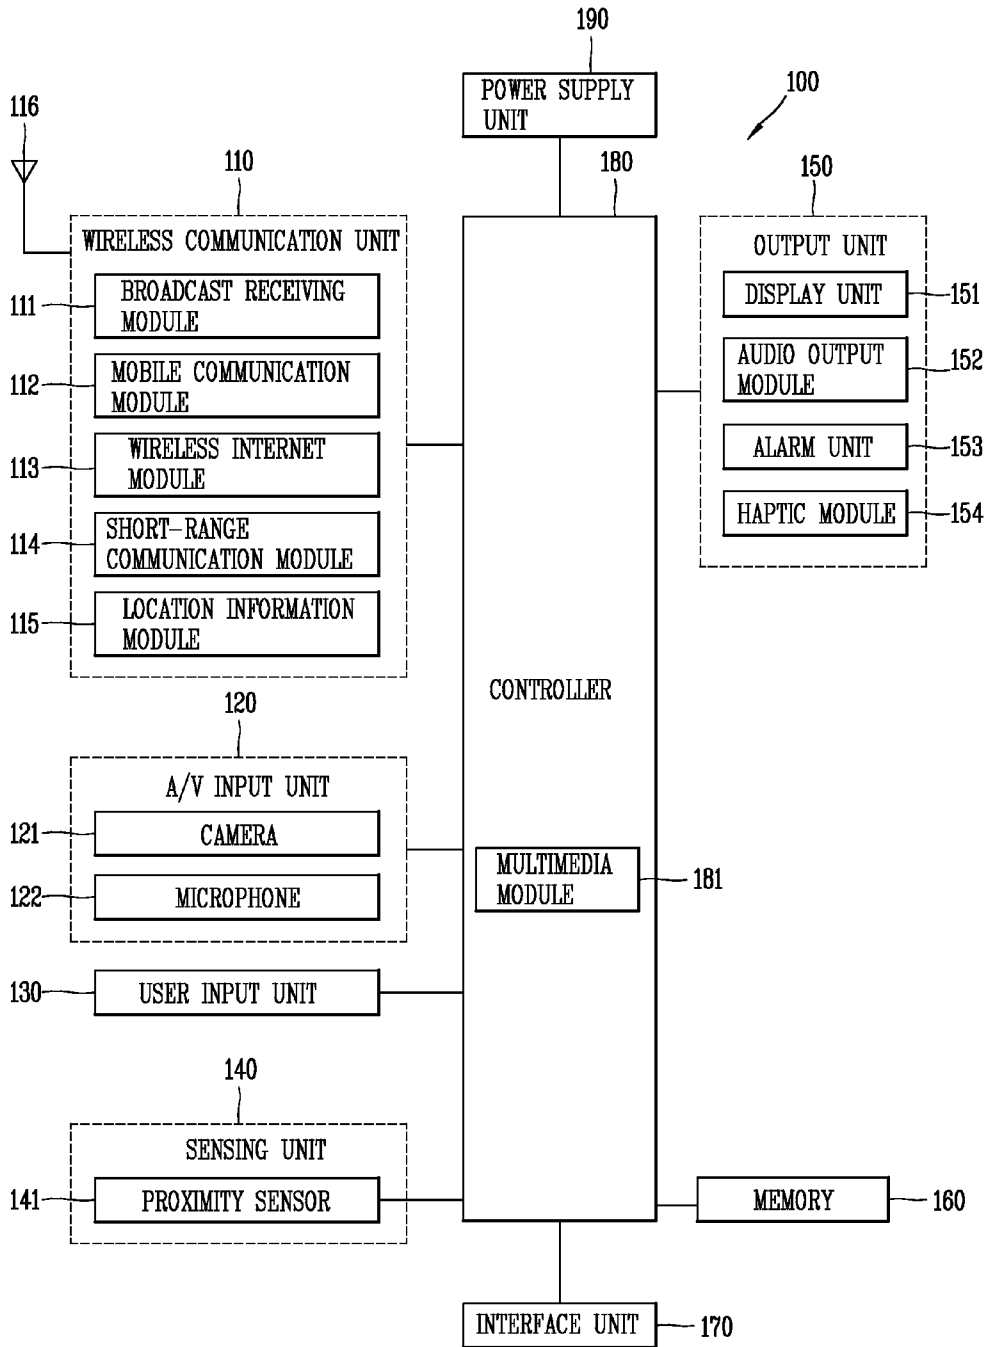 190
POWER SUPPLY
UNIT
100
116
110
180
150
WIRELESS COMMUNICATION UNIT
111
BROADCAST RECEIVING
MODULE
112
MOBILE COMMUNICATION
MODULE
113
WIRELESS INTERNET
MODULE
114
SHORT-RANGE
COMMUNICATION MODULE
115
LOCATION INFORMATION
MODULE
OUTPUT UNIT
DISPLAY UNIT
151
AUDIO OUTPUT
MODULE
152
ALARM UNIT
153
HAPTIC MODULE
154
CONTROLLER
120
A/V INPUT UNIT
121
CAMERA
122
MICROPHONE
MULTIMEDIA
MODULE
181
130
USER INPUT UNIT
140
SENSING UNIT
141
PROXIMITY SENSOR
MEMORY
160
INTERFACE UNIT
170